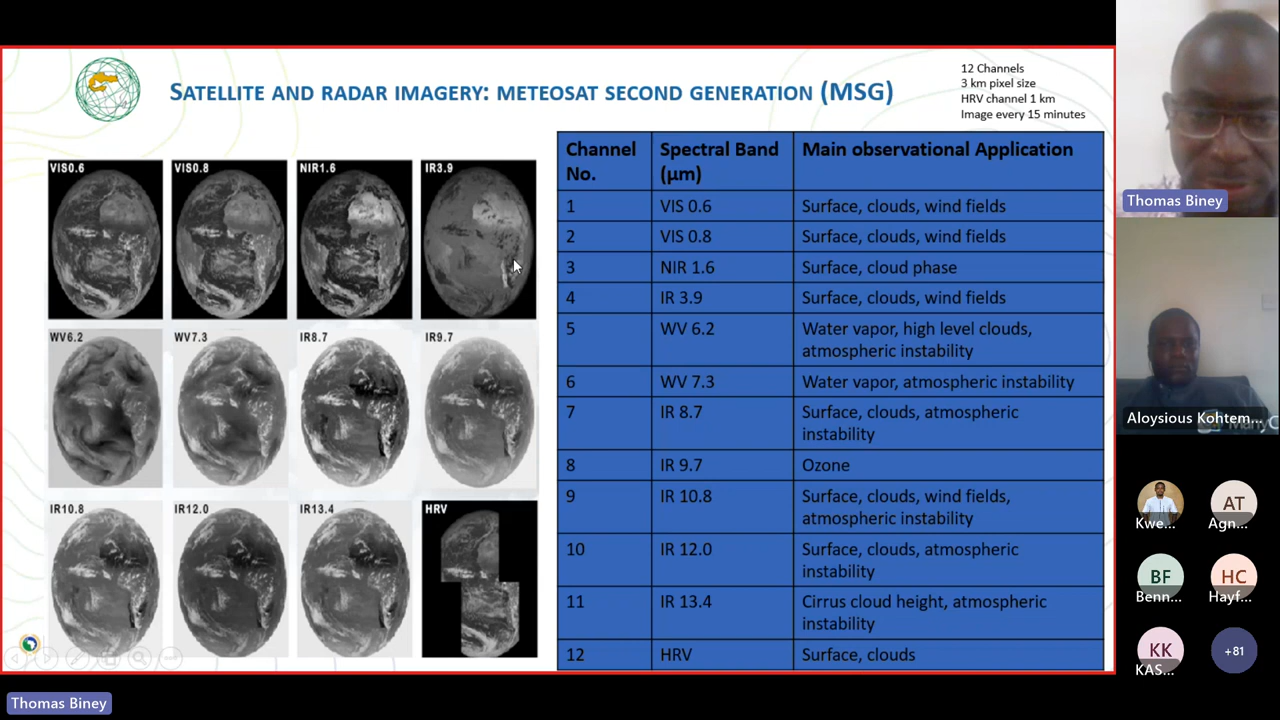 SATELLITE AND RADAR IMAGERY: METEOSAT SECOND GENERATION (MSG)
12 Channels
3 km pixel size
HRV channel 1 km
Image every 15 minutes
VIS0.6
VIS0.8
NIR1.6
IR3.9
WV6.2
WV7.3
IR8.7
IR9.7
IR10.8
IR12.0
IR13.4
HRV
Channel No. Spectral Band (µm) Main observational Application
1 VIS 0.6 Surface, clouds, wind fields
2 VIS 0.8 Surface, clouds, wind fields
3 NIR 1.6 Surface, cloud phase
4 IR 3.9 Surface, clouds, wind fields
5 WV 6.2 Water vapor, high level clouds,
atmospheric instability
6 WV 7.3 Water vapor, atmospheric instability
7 IR 8.7 Surface, clouds, atmospheric
instability
8 IR 9.7 Ozone
9 IR 10.8 Surface, clouds, wind fields,
atmospheric instability
10 IR 12.0 Surface, clouds, atmospheric
instability
11 IR 13.4 Cirrus cloud height, atmospheric
instability
12 HRV Surface, clouds
Thomas Biney
Aloysious Kohtem...
Kwe...
AT
Agn...
BF
Benn...
HC
Hayf...
KK
KAS...
+81
Thomas Biney